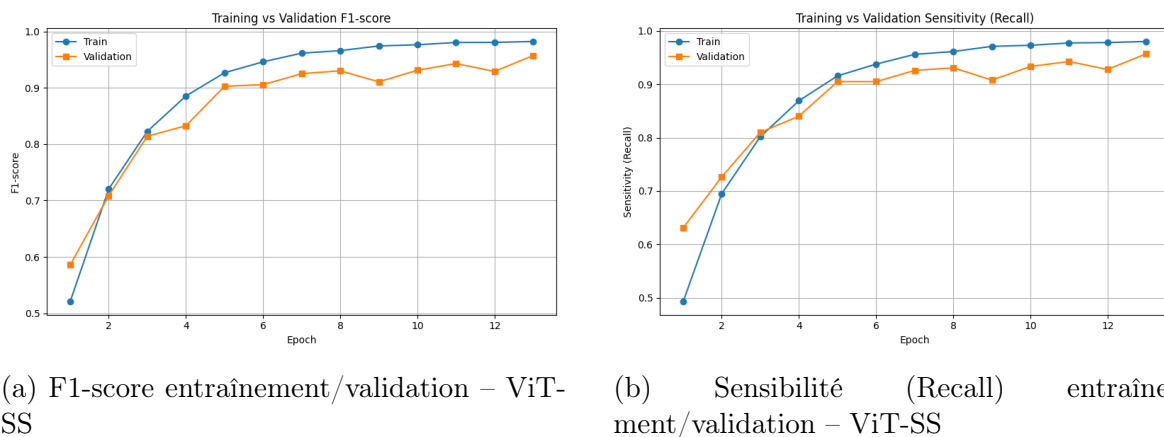 Training vs Validation F1-score
1.0
0.9
0.8
0.7
0.6
0.5
F1-score
Train
Validation
2 4 6 8 10 12
Epoch
(a) F1-score entraînement/validation – ViT-
SS
Training vs Validation Sensitivity (Recall)
1.0
0.9
0.8
0.7
0.6
0.5
Sensitivity (Recall)
Train
Validation
2 4 6 8 10 12
Epoch
(b) Sensibilité (Recall) entraîne
ment/validation – ViT-SS